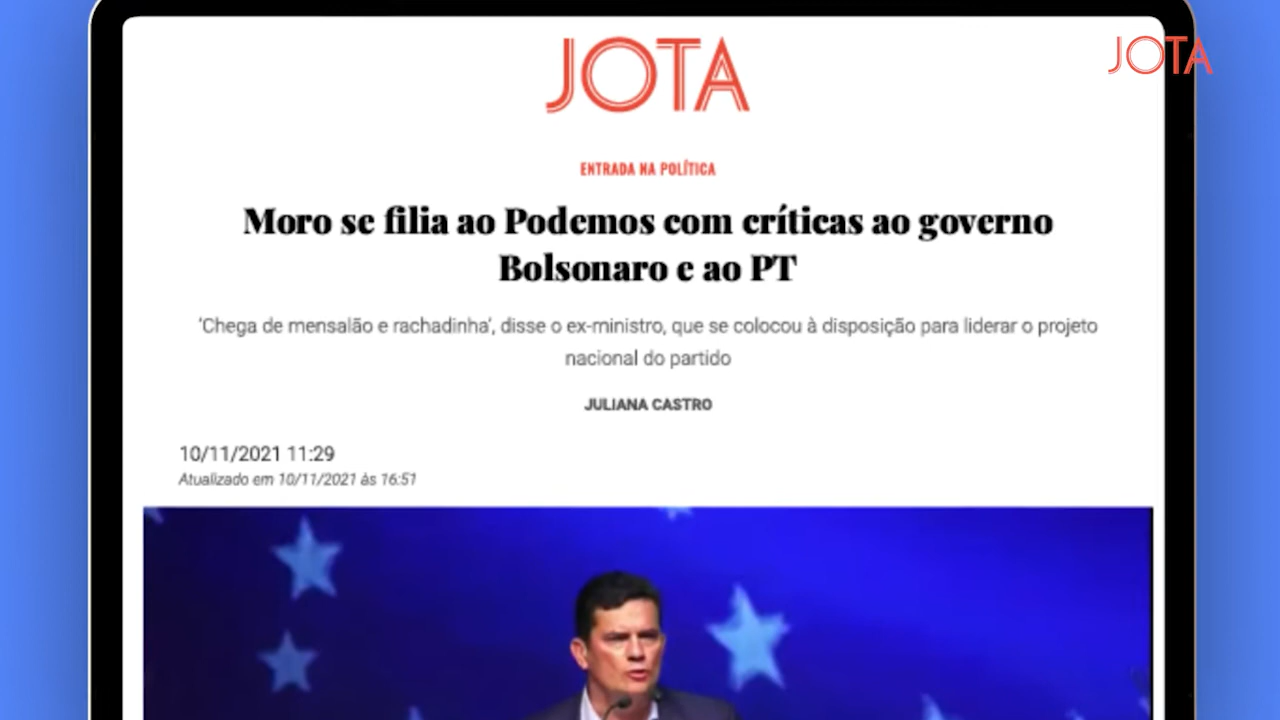 JOTA
JOTA
ENTRADA NA POLÍTICA
Moro se filia ao Podemos com críticas ao governo
Bolsonaro e ao PT
‘Chega de mensalão e rachadinha’, disse o ex-ministro, que se colocou à disposição para liderar o projeto
nacional do partido
JULIANA CASTRO
10/11/2021 11:29
Atualizado em 10/11/2021 às 16:51